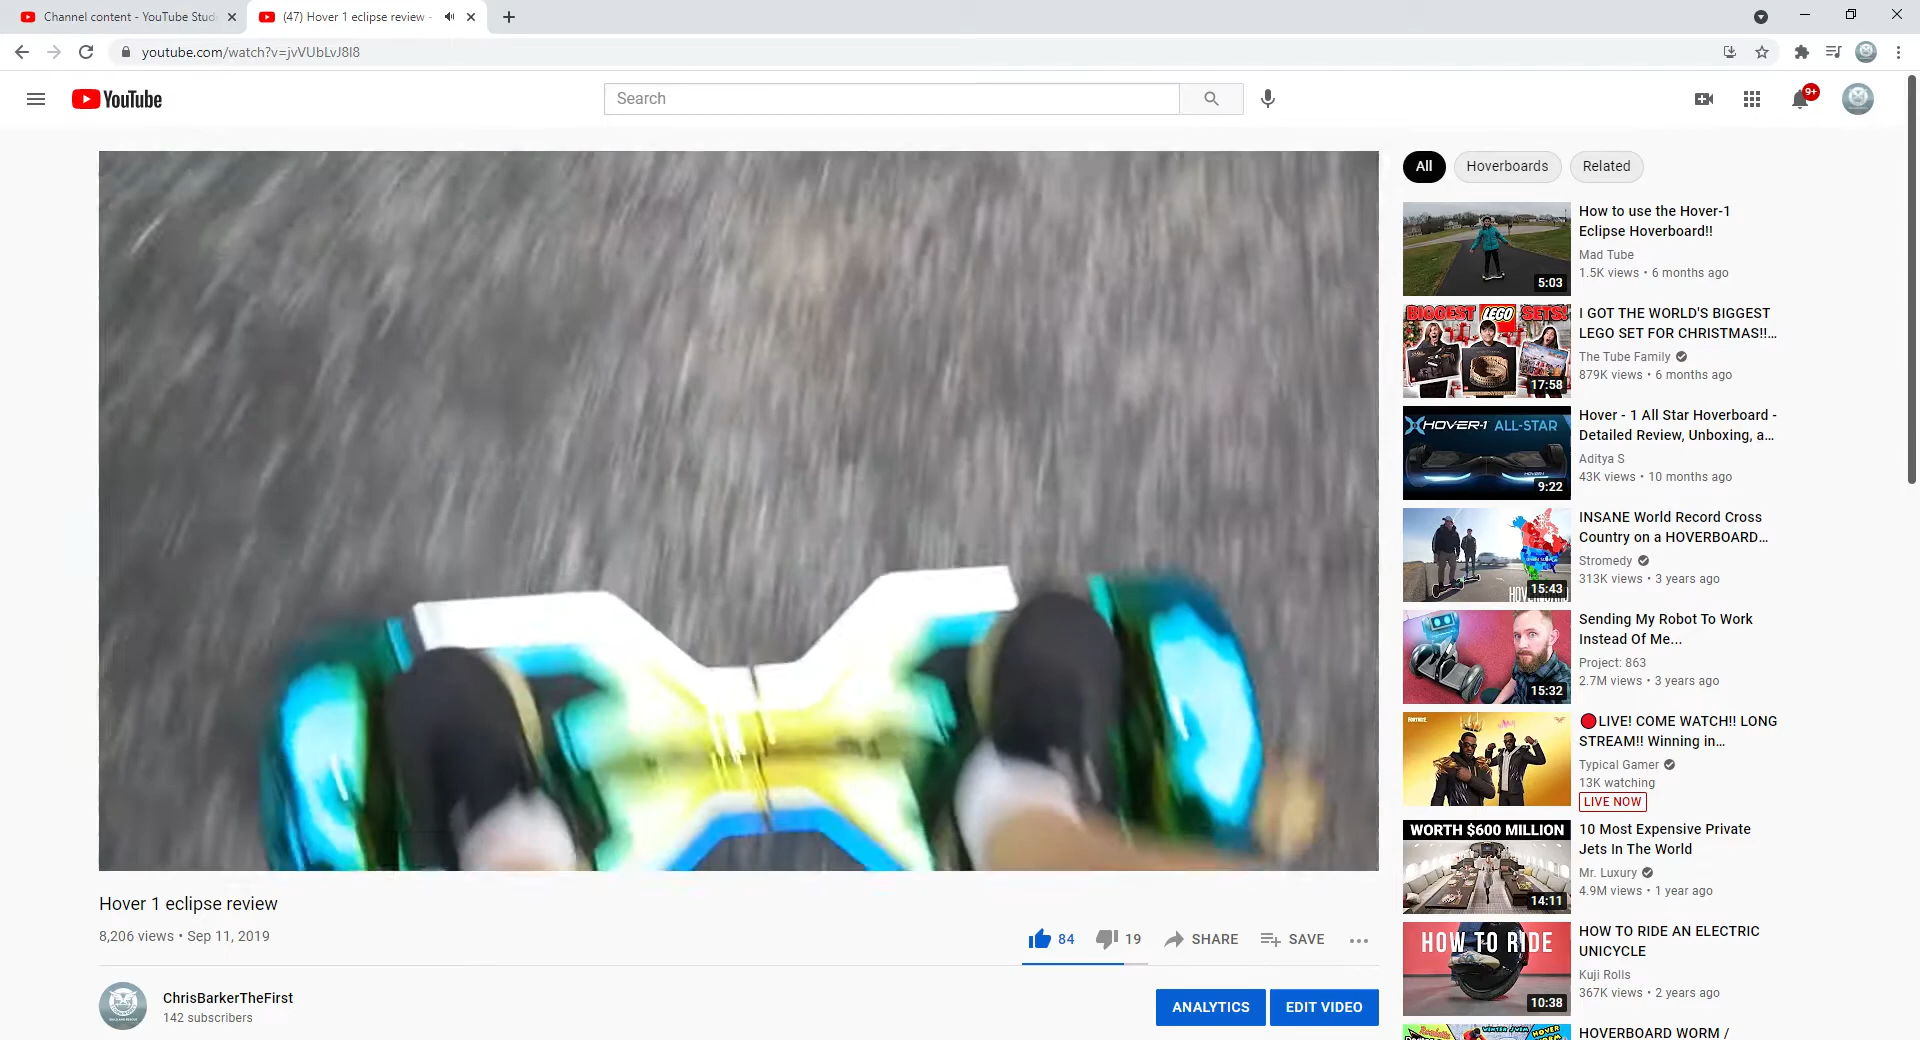 Channel content - YouTube Stud
(47) Hover 1 eclipse review -
youtube.com/watch?v=jvVUbLvJ8I8
YouTube
Search
9+
Hover 1 eclipse review
8,206 views • Sep 11, 2019
84
19
SHARE
SAVE
ChrisBarkerTheFirst
142 subscribers
ANALYTICS
EDIT VIDEO
All
Hoverboards
Related
5:03
How to use the Hover-1
Eclipse Hoverboard!!
Mad Tube
1.5K views • 6 months ago
BIGGEST LEGO SETS!
17:58
I GOT THE WORLD'S BIGGEST
LEGO SET FOR CHRISTMAS!!...
The Tube Family
879K views • 6 months ago
HOVER-1 ALL-STAR
9:22
Hover - 1 All Star Hoverboard -
Detailed Review, Unboxing, a...
Aditya S
43K views • 10 months ago
15:43
INSANE World Record Cross
Country on a HOVERBOARD...
Stromedy
313K views • 3 years ago
15:32
Sending My Robot To Work
Instead Of Me...
Project: 863
2.7M views • 3 years ago
FORTNITE
🔴LIVE! COME WATCH!! LONG
STREAM!! Winning in...
Typical Gamer
13K watching
LIVE NOW
WORTH $600 MILLION
14:11
10 Most Expensive Private
Jets In The World
Mr. Luxury
4.9M views • 1 year ago
HOW TO RIDE
10:38
HOW TO RIDE AN ELECTRIC
UNICYCLE
Kuji Rolls
367K views • 2 years ago
HOVERBOARD WORM /